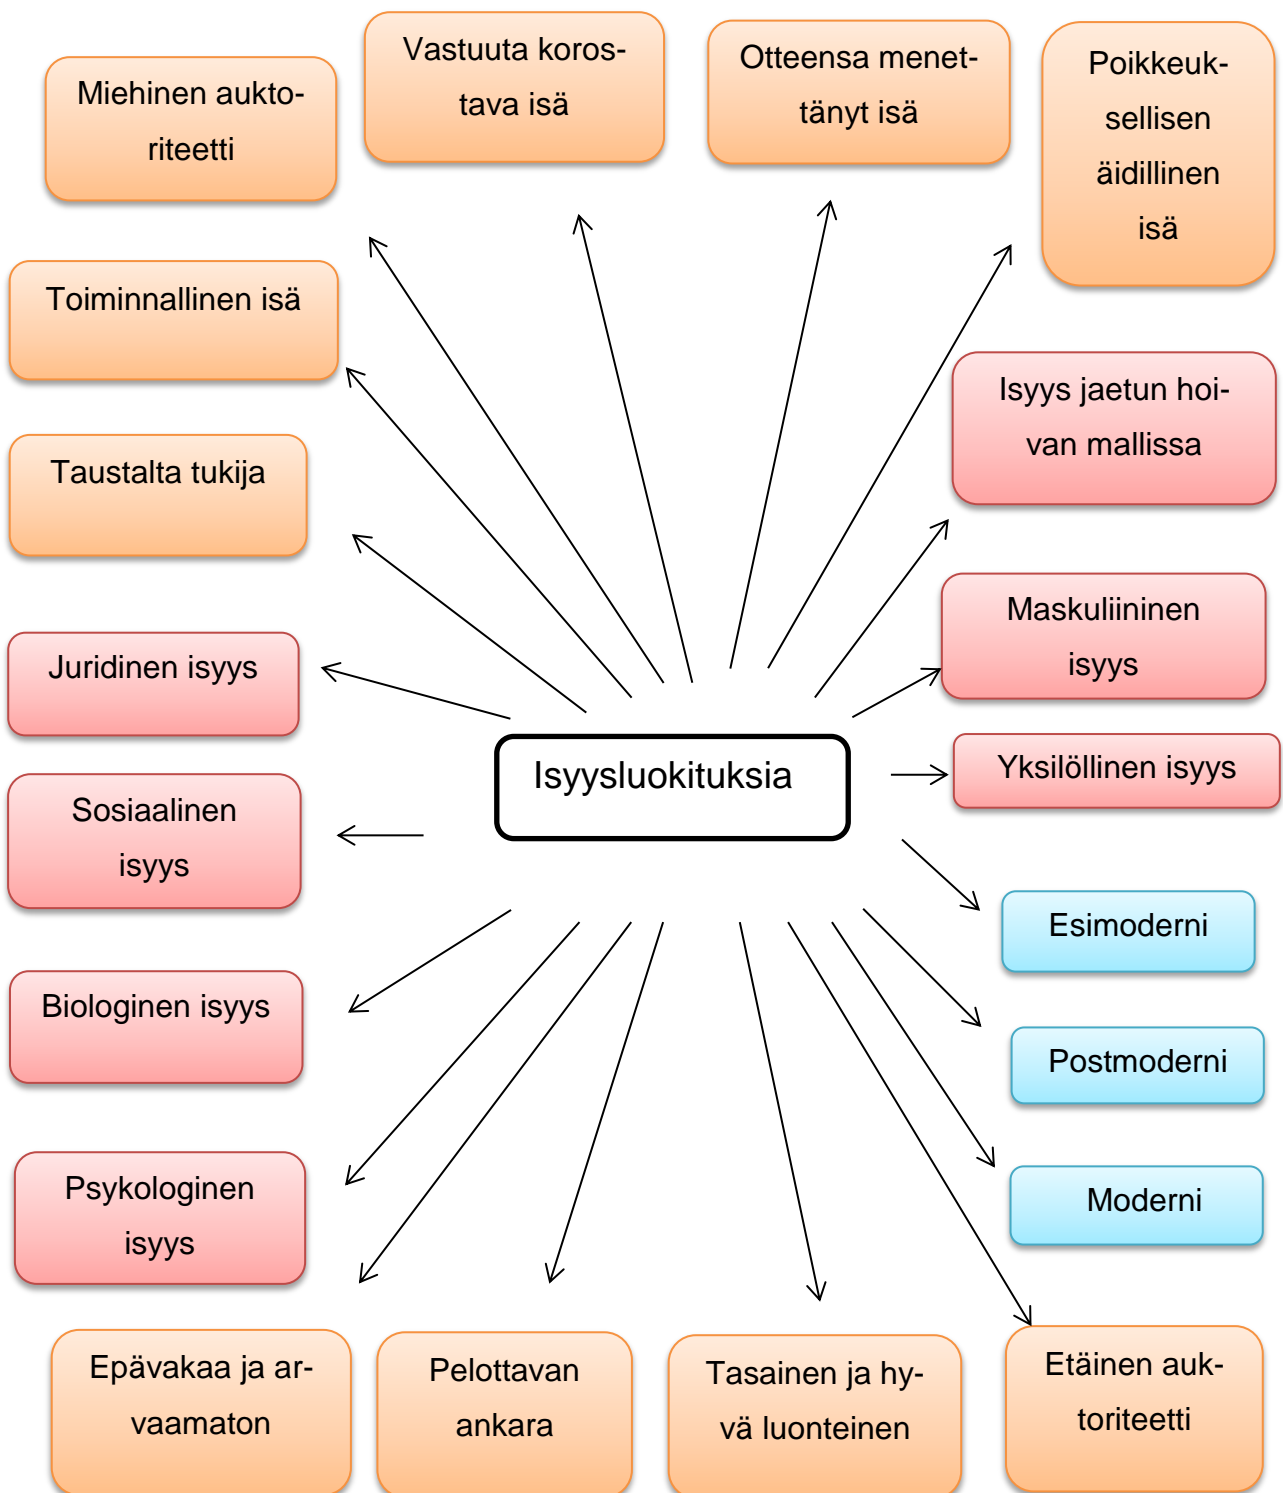 Miehinen aukto-
riteetti
Vastuuta koros-
tava isä
Otteensa menet-
tänyt isä
Poikkeuk-
sellisen
äidillinen
isä
Toiminnallinen isä
Isyys jaetun hoi-
van mallissa
Taustalta tukija
Maskuliininen
isyys
Juridinen isyys
Isyysluokituksia
Yksilöllinen isyys
Sosiaalinen
isyys
Esimoderni
Biologinen isyys
Postmoderni
Psykologinen
isyys
Moderni
Epävakaa ja ar-
vaamaton
Pelottavan
ankara
Tasainen ja hy-
vä luonteinen
Etäinen auk-
toriteetti